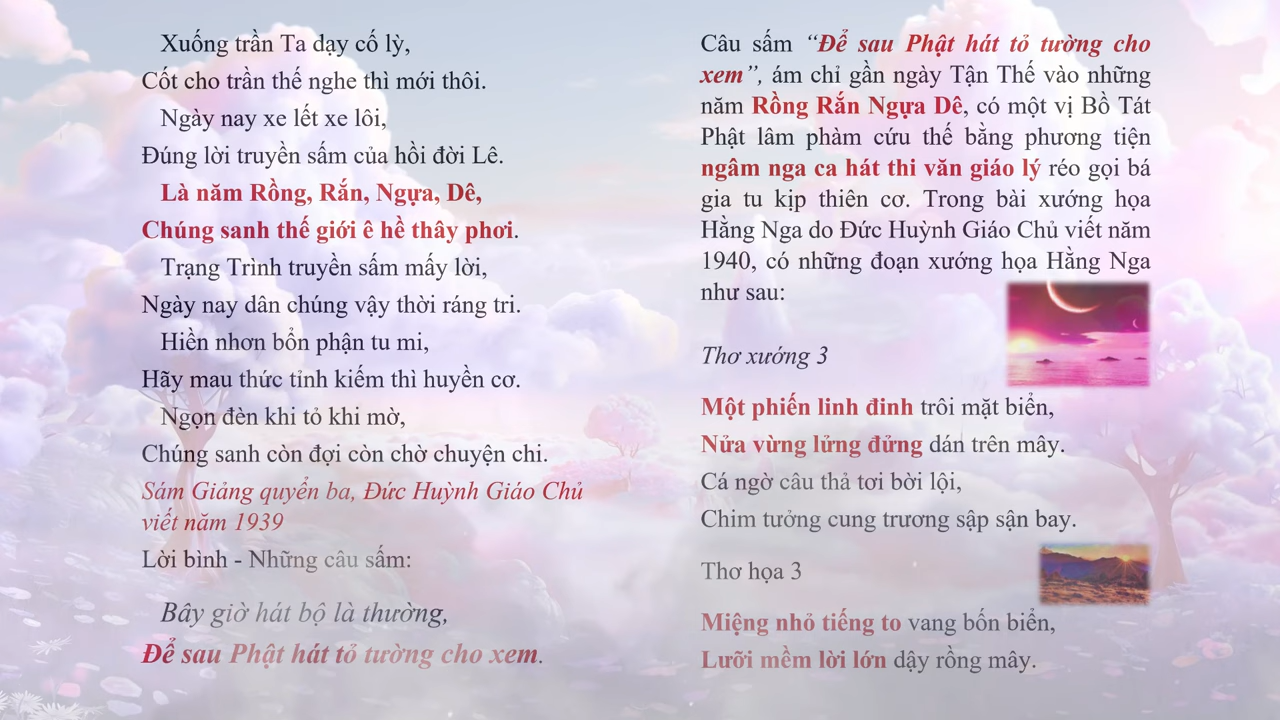 Xuống trần Ta dạy cố lỳ,
Cốt cho trần thế nghe thì mới thôi.
Ngày nay xe lết xe lôi,
Đúng lời truyền sấm của hồi đời Lê.
Là năm Rồng, Rắn, Ngựa, Dê,
Chúng sanh thế giới ê hề thây phơi.
Trạng Trình truyền sấm mấy lời,
Ngày nay dân chúng vậy thời ráng tri.
Hiền nhơn bổn phận tu mi,
Hãy mau thức tỉnh kiếm thì huyền cơ.
Ngọn đèn khi tỏ khi mờ,
Chúng sanh còn đợi còn chờ chuyện chi.
Sám Giảng quyển ba, Đức Huỳnh Giáo Chủ
viết năm 1939
Lời bình - Những câu sấm:
Bây giờ hát bộ là thường,
Để sau Phật hát tỏ tường cho xem.
Câu sấm “Để sau Phật hát tỏ tường cho
xem”, ám chỉ gần ngày Tận Thế vào những
năm Rồng Rắn Ngựa Dê, có một vị Bồ Tát
Phật lâm phàm cứu thế bằng phương tiện
ngâm nga ca hát thi văn giáo lý réo gọi bá
gia tu kịp thiên cơ. Trong bài xướng họa
Hằng Nga do Đức Huỳnh Giáo Chủ viết năm
1940, có những đoạn xướng họa Hằng Nga
như sau:
Thơ xướng 3
Một phiến linh đinh trôi mặt biển,
Nửa vừng lửng đửng dán trên mây.
Cá ngờ câu thả tơi bời lội,
Chim tưởng cung trương sập sận bay.
Thơ họa 3
Miệng nhỏ tiếng to vang bốn biển,
Lưỡi mềm lời lớn dậy rồng mây.